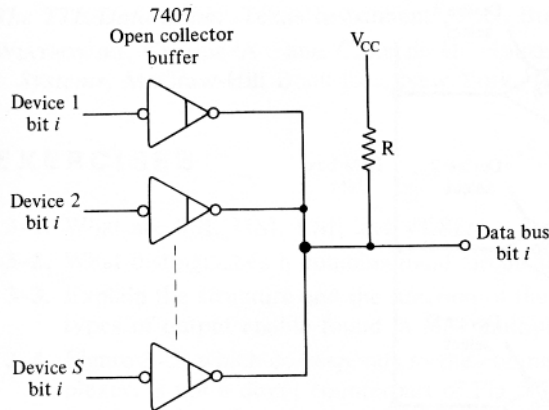 7407
Open collector
buffer
V_CC
Device 1
bit i
R
Device 2
bit i
Data bus
bit i
Device S
bit i